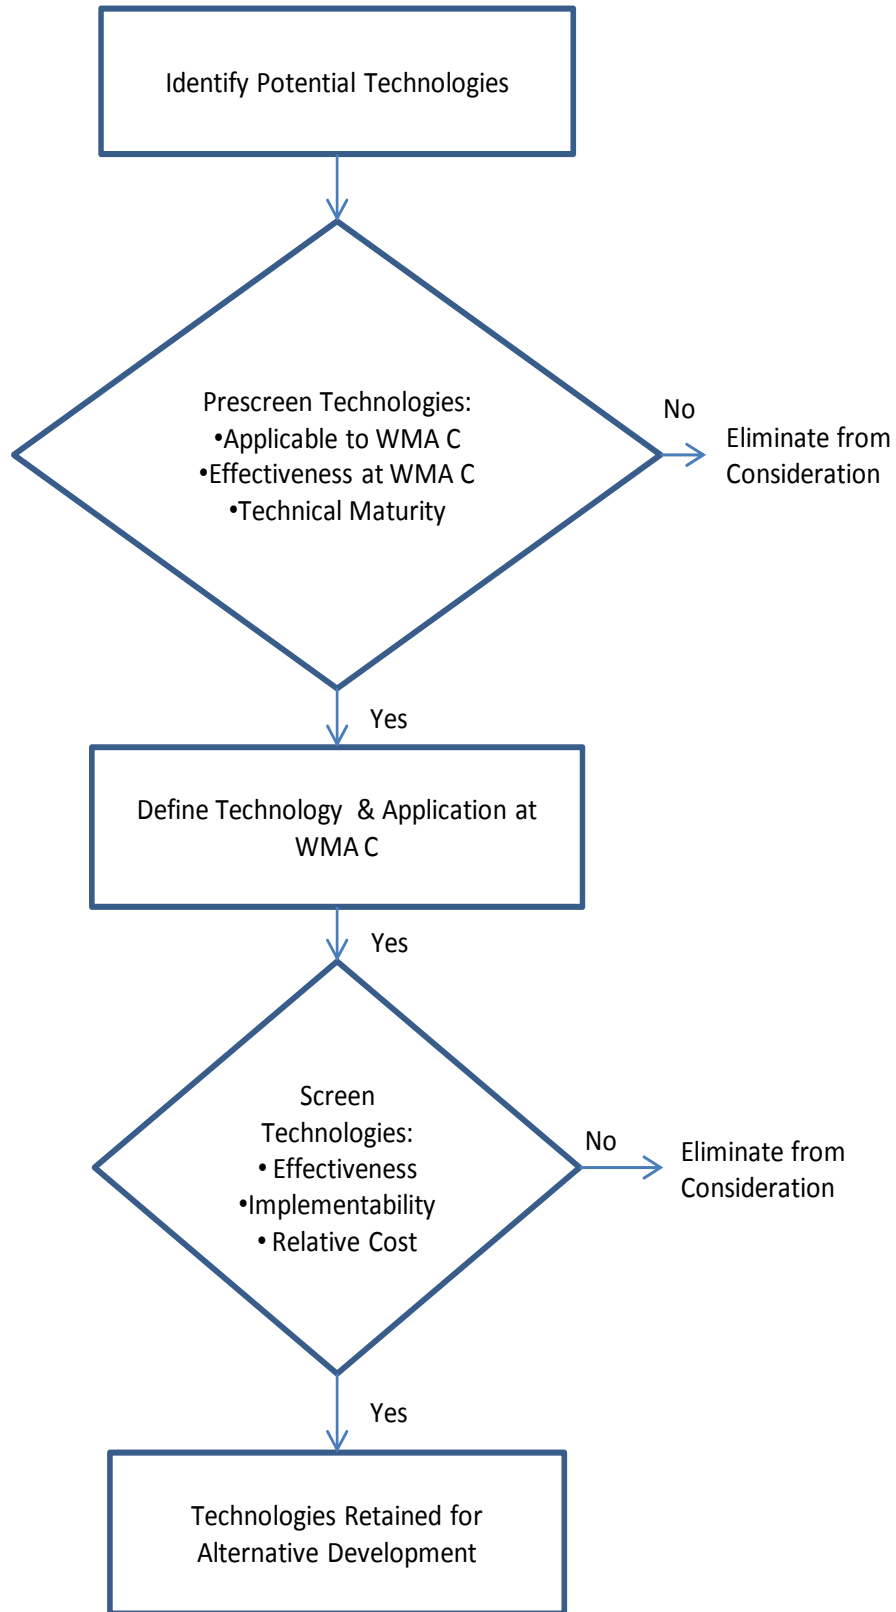 Identify Potential Technologies
Prescreen Technologies:
•Applicable to WMA C
•Effectiveness at WMA C
•Technical Maturity
No
Eliminate from
Consideration
Yes
Define Technology & Application at
WMA C
Yes
Screen
Technologies:
• Effectiveness
•Implementability
• Relative Cost
No
Eliminate from
Consideration
Yes
Technologies Retained for
Alternative Development